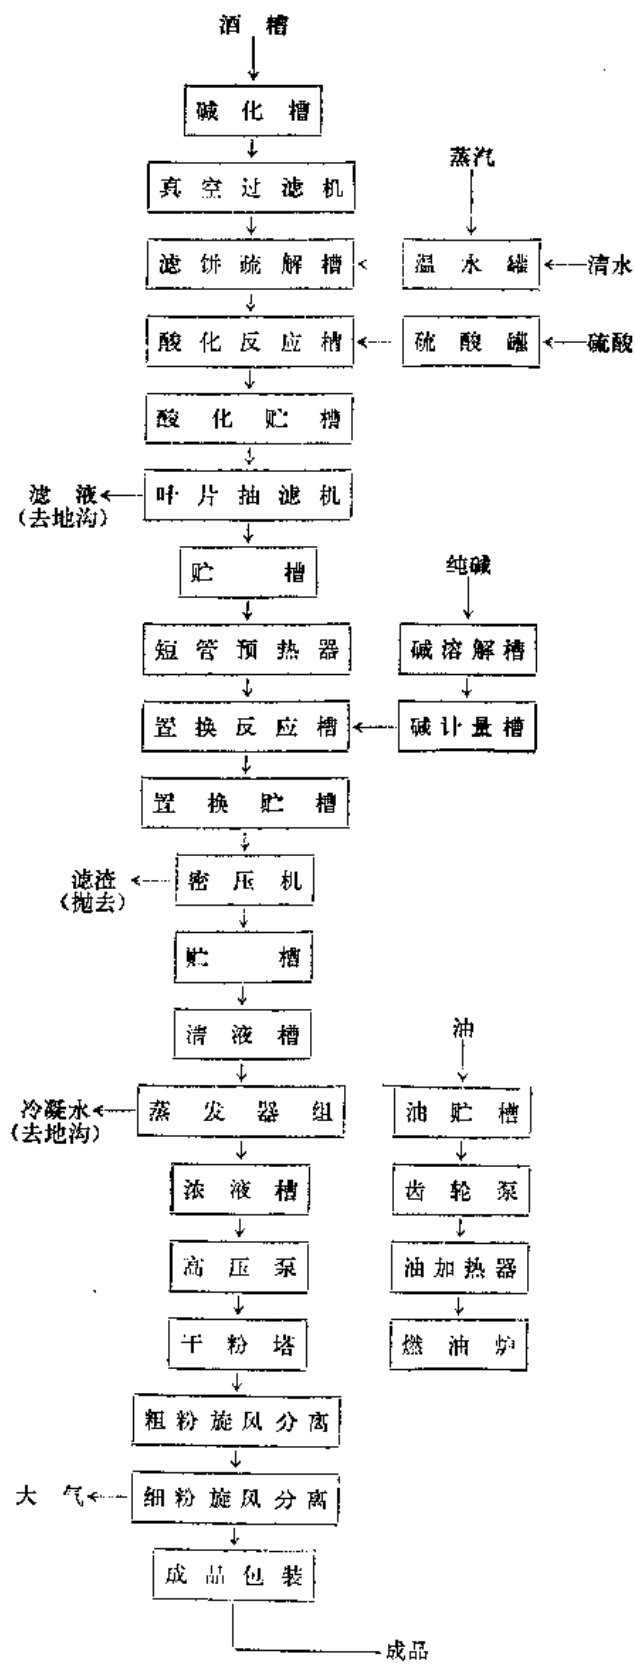 酒 糟
碱 化 槽
真 空 过 滤 机
蒸汽
滤 饼 疏 解 槽
温 水 罐
清水
酸 化 反 应 槽
硫 酸 罐
硫酸
酸 化 贮 槽
滤 液
(去地沟)
叶 片 抽 滤 机
贮 槽
纯碱
短 管 预 热 器
碱 溶 解 槽
置 换 反 应 槽
碱 计 量 槽
置 换 贮 槽
滤渣
(抛去)
密 压 机
贮 槽
清 液 槽
油
冷凝水
(去地沟)
蒸 发 器 组
油 贮 槽
浓 液 槽
齿 轮 泵
高 压 泵
油 加 热 器
干 粉 塔
燃 油 炉
粗 粉 旋 风 分 离
大 气
细 粉 旋 风 分 离
成 品 包 装
成品